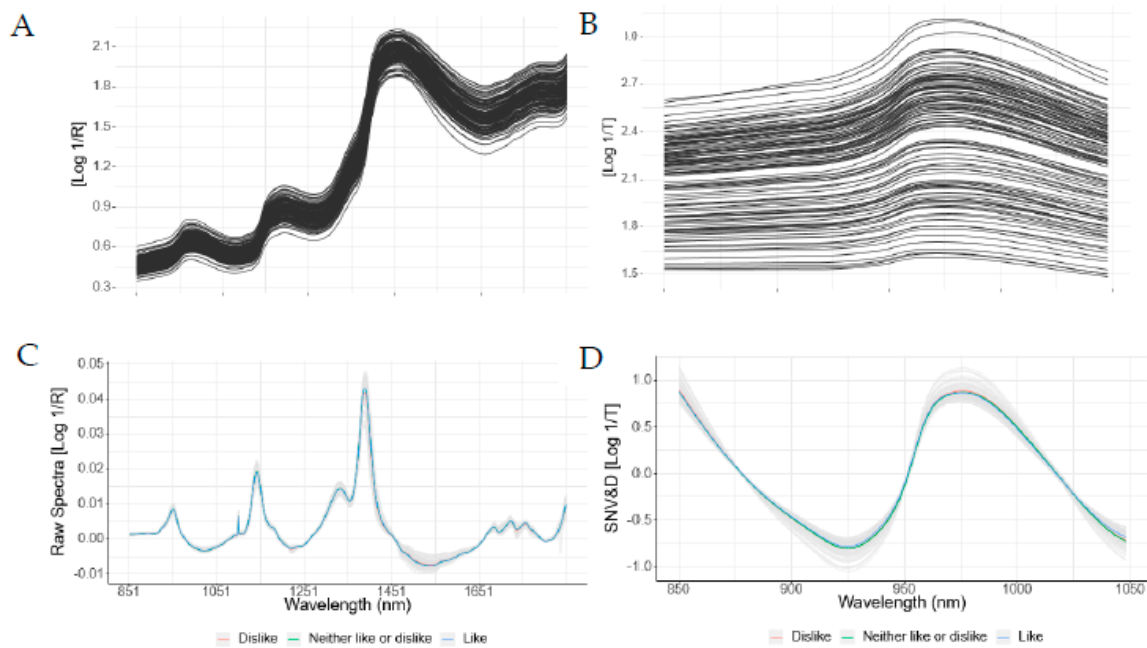 A
[Log 1/R]
2.1
1.8
1.5
1.2
0.9
0.6
0.3
B
[Log 1/T]
2.7
2.4
2.1
1.8
1.5
C
Raw Spectra [Log 1/R]
0.05
0.04
0.03
0.02
0.01
0.00
-0.01
851 1051 1251 1451 1651
Wavelength (nm)
Dislike Neither like or dislike Like
D
SNV&D [Log 1/T]
1.0
0.5
0.0
-0.5
-1.0
850 900 950 1000 1050
Wavelength (nm)
Dislike Neither like or dislike Like